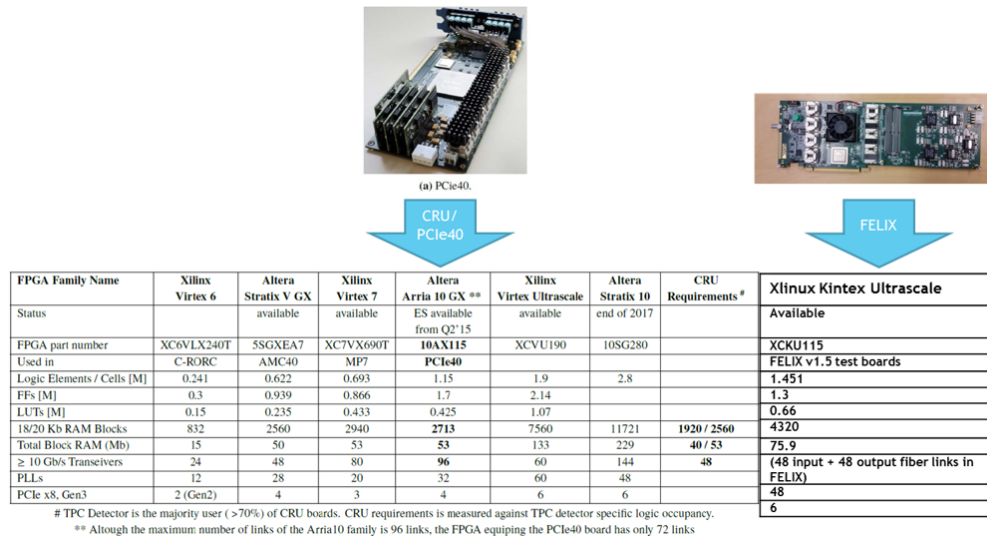 (a) PCIe40.
CRU/
PCIe40
FELIX
FPGA Family Name Xilinx Virtex 6 Altera Stratix V GX Xilinx Virtex 7 Altera Arria 10 GX ** Xilinx Virtex Ultrascale Altera Stratix 10 CRU Requirements # Xlinux Kintex Ultrascale
Status available available ES available from Q2'15 available end of 2017 Available
FPGA part number XC6VLX240T 5SGXEA7 XC7VX690T 10AX115 XCVU190 10SG280 XCKU115
Used in C-RORC AMC40 MP7 PCIe40 FELIX v1.5 test boards
Logic Elements / Cells [M] 0.241 0.622 0.693 1.15 1.9 2.8 1.451
FFs [M] 0.3 0.939 0.866 1.7 2.14 1.3
LUTs [M] 0.15 0.235 0.433 0.425 1.07 0.66
18/20 Kb RAM Blocks 832 2560 2940 2713 7560 11721 1920 / 2560 4320
Total Block RAM (Mb) 15 50 53 53 133 229 40 / 53 75.9
≥ 10 Gb/s Transeivers 24 48 80 96 60 144 48 (48 input + 48 output fiber links in FELIX)
PLLs 12 28 20 32 60 48 48
PCIe x8, Gen3 2 (Gen2) 4 3 4 6 6 6
# TPC Detector is the majority user ( >70%) of CRU boards. CRU requirements is measured against TPC detector specific logic occupancy.
** Altough the maximum number of links of the Arria10 family is 96 links, the FPGA equiping the PCIe40 board has only 72 links